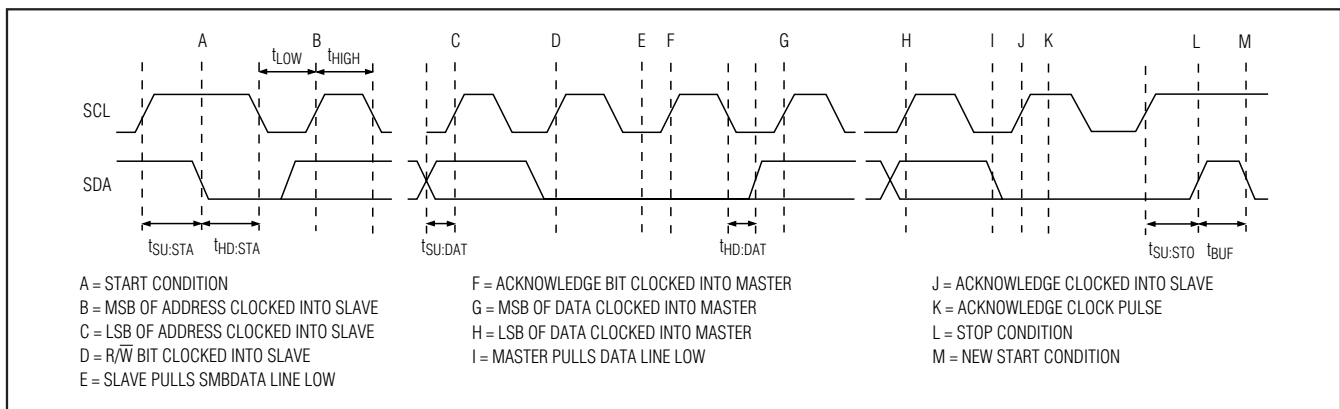 A B C D E F G H I J K L M
tLOW tHIGH
SCL
SDA
tSU:STA tHD:STA tSU:DAT tHD:DAT tSU:STO tBUF
A = START CONDITION
B = MSB OF ADDRESS CLOCKED INTO SLAVE
C = LSB OF ADDRESS CLOCKED INTO SLAVE
D = R/W̅ BIT CLOCKED INTO SLAVE
E = SLAVE PULLS SMBDATA LINE LOW
F = ACKNOWLEDGE BIT CLOCKED INTO MASTER
G = MSB OF DATA CLOCKED INTO MASTER
H = LSB OF DATA CLOCKED INTO MASTER
I = MASTER PULLS DATA LINE LOW
J = ACKNOWLEDGE CLOCKED INTO SLAVE
K = ACKNOWLEDGE CLOCK PULSE
L = STOP CONDITION
M = NEW START CONDITION